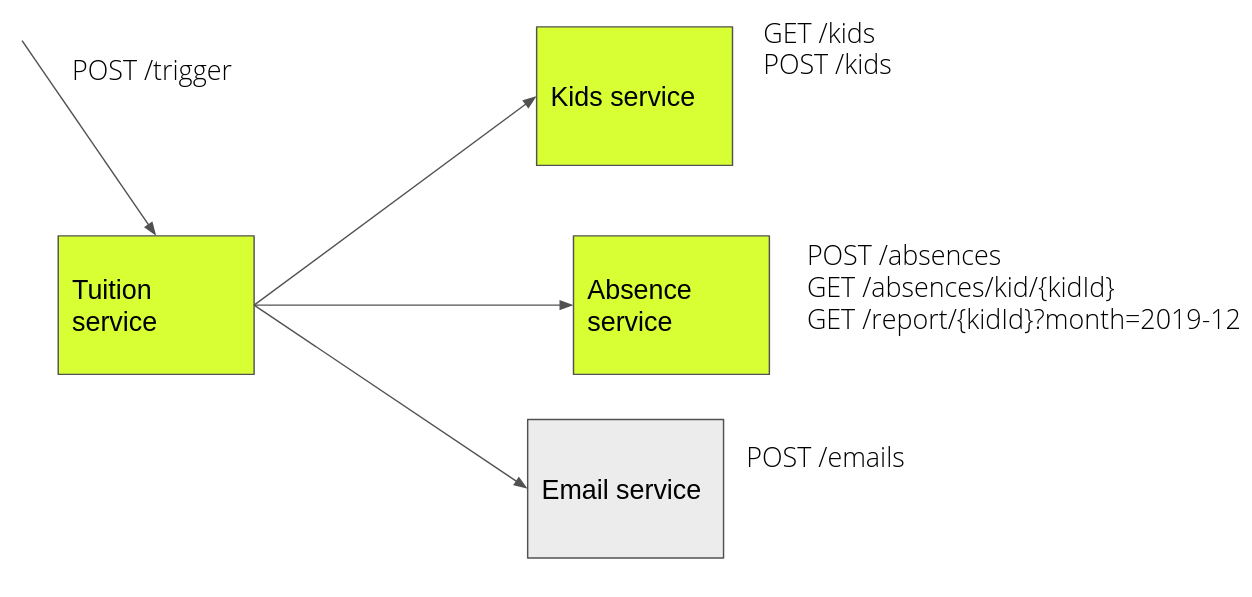 POST /trigger
Kids service
GET /kids
POST /kids
Tuition
service
Absence
service
POST /absences
GET /absences/kid/{kidId}
GET /report/{kidId}?month=2019-12
Email service
POST /emails